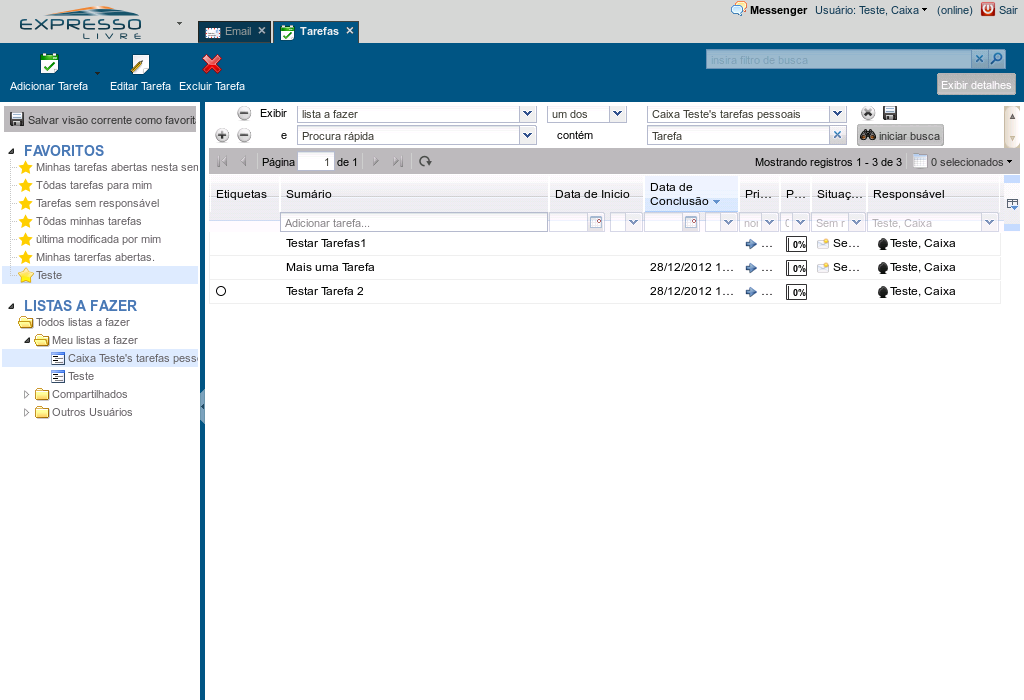 EXPRESSO
LIVRE
Email
Tarefas
Messenger
Usuário: Teste, Caixa
(online)
Sair
Adicionar Tarefa
Editar Tarefa
Excluir Tarefa
insira filtro de busca
Exibir detalhes
Salvar visão corrente como favorit
FAVORITOS
Minhas tarefas abertas nesta sem
Tôdas tarefas para mim
Tarefas sem responsável
Tôdas minhas tarefas
última modificada por mim
Minhas tarerfas abertas.
Teste
LISTAS A FAZER
Todos listas a fazer
Meu listas a fazer
Caixa Teste's tarefas pesso
Teste
Compartilhados
Outros Usuários
Exibir lista a fazer um dos Caixa Teste's tarefas pessoais
e Procura rápida contém Tarefa iniciar busca
Página 1 de 1 Mostrando registros 1 - 3 de 3 0 selecionados
Etiquetas Sumário Data de Inicio Data de Conclusão Pri... P... Situaç... Responsável
Adicionar tarefa... Sem r Teste, Caixa
Testar Tarefas1 ... 0% Se... Teste, Caixa
Mais uma Tarefa 28/12/2012 1... ... 0% Se... Teste, Caixa
Testar Tarefa 2 28/12/2012 1... ... 0% Teste, Caixa